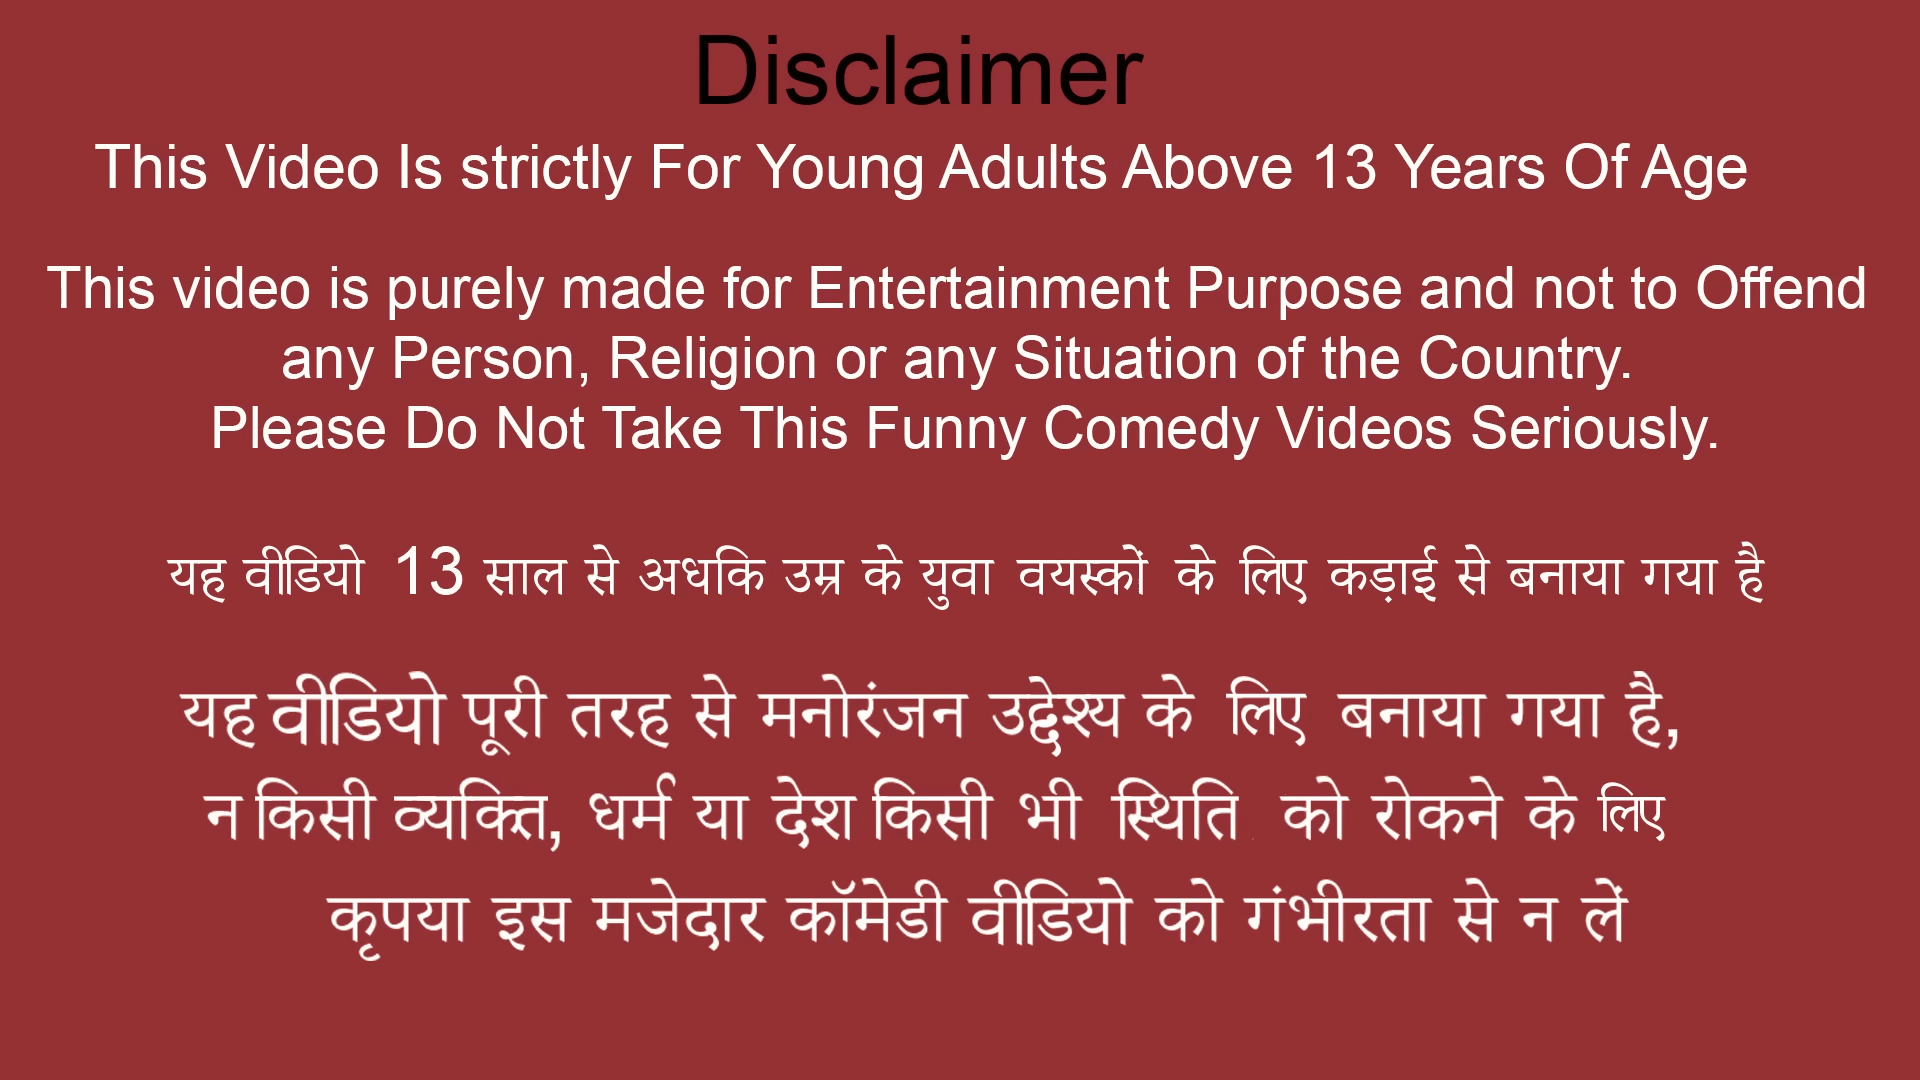 Disclaimer
This Video Is strictly For Young Adults Above 13 Years Of Age
This video is purely made for Entertainment Purpose and not to Offend
any Person, Religion or any Situation of the Country.
Please Do Not Take This Funny Comedy Videos Seriously.
यह वीडियो 13 साल से अधकि उम्र के युवा वयस्कों के लिए कड़ाई से बनाया गया है
यह वीडियो पूरी तरह से मनोरंजन उद्देश्य के लिए बनाया गया है,
न किसी व्यक्ति, धर्म या देश किसी भी स्थिति को रोकने के लिए
कृपया इस मजेदार कॉमेडी वीडियो को गंभीरता से न लें